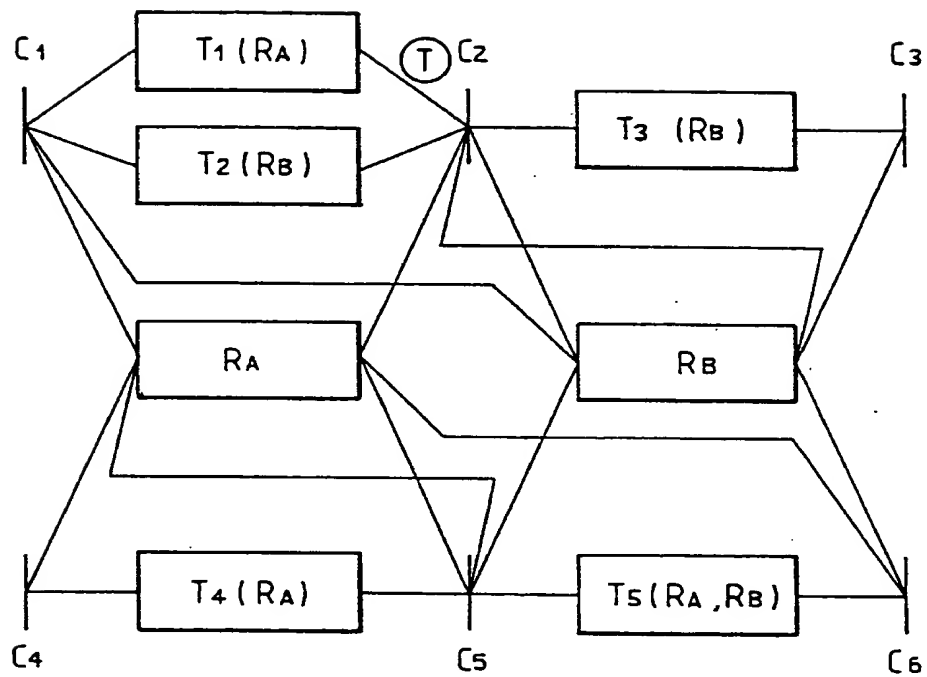 C1
T1 (RA)
T
C2
C3
T2 (RB)
T3 (RB)
RA
RB
T4 (RA)
T5 (RA, RB)
C4
C5
C6